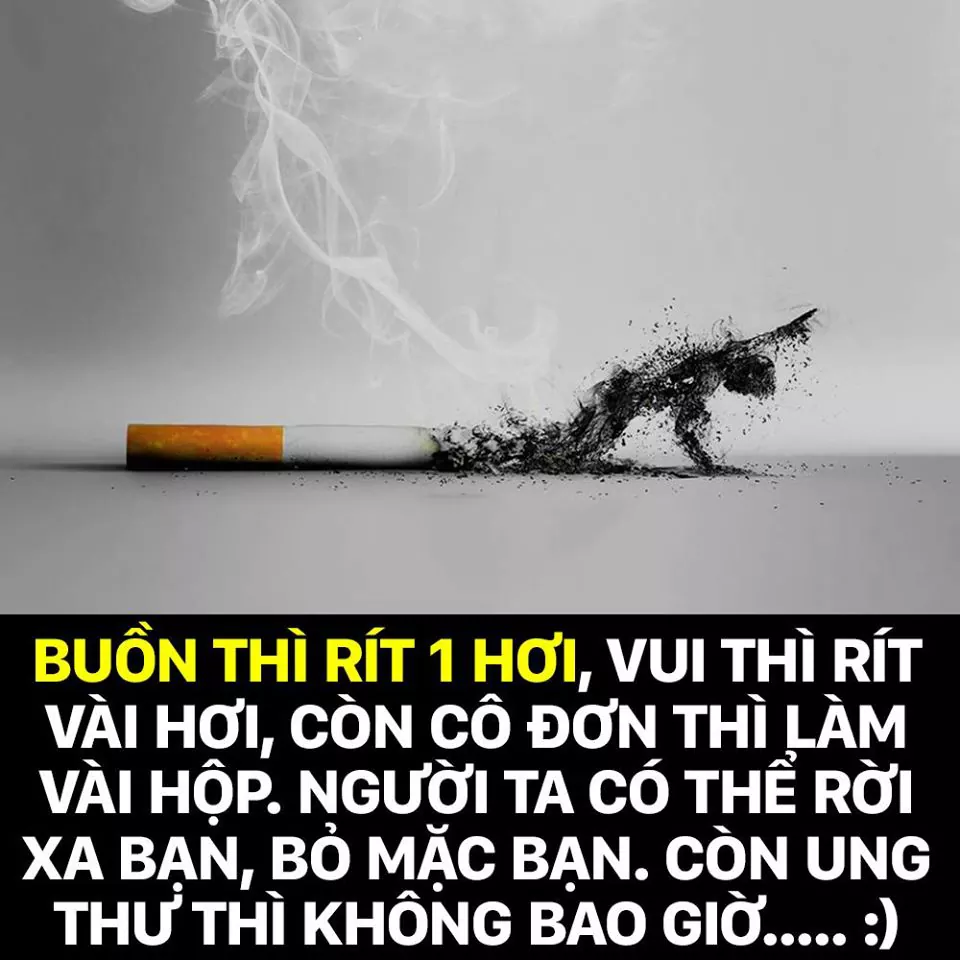 BUỒN THÌ RÍT 1 HƠI, VUI THÌ RÍT
VÀI HƠI, CÒN CÔ ĐƠN THÌ LÀM
VÀI HỘP. NGƯỜI TA CÓ THỂ RỜI
XA BẠN, BỎ MẶC BẠN. CÒN UNG
THƯ THÌ KHÔNG BAO GIỜ..... :)